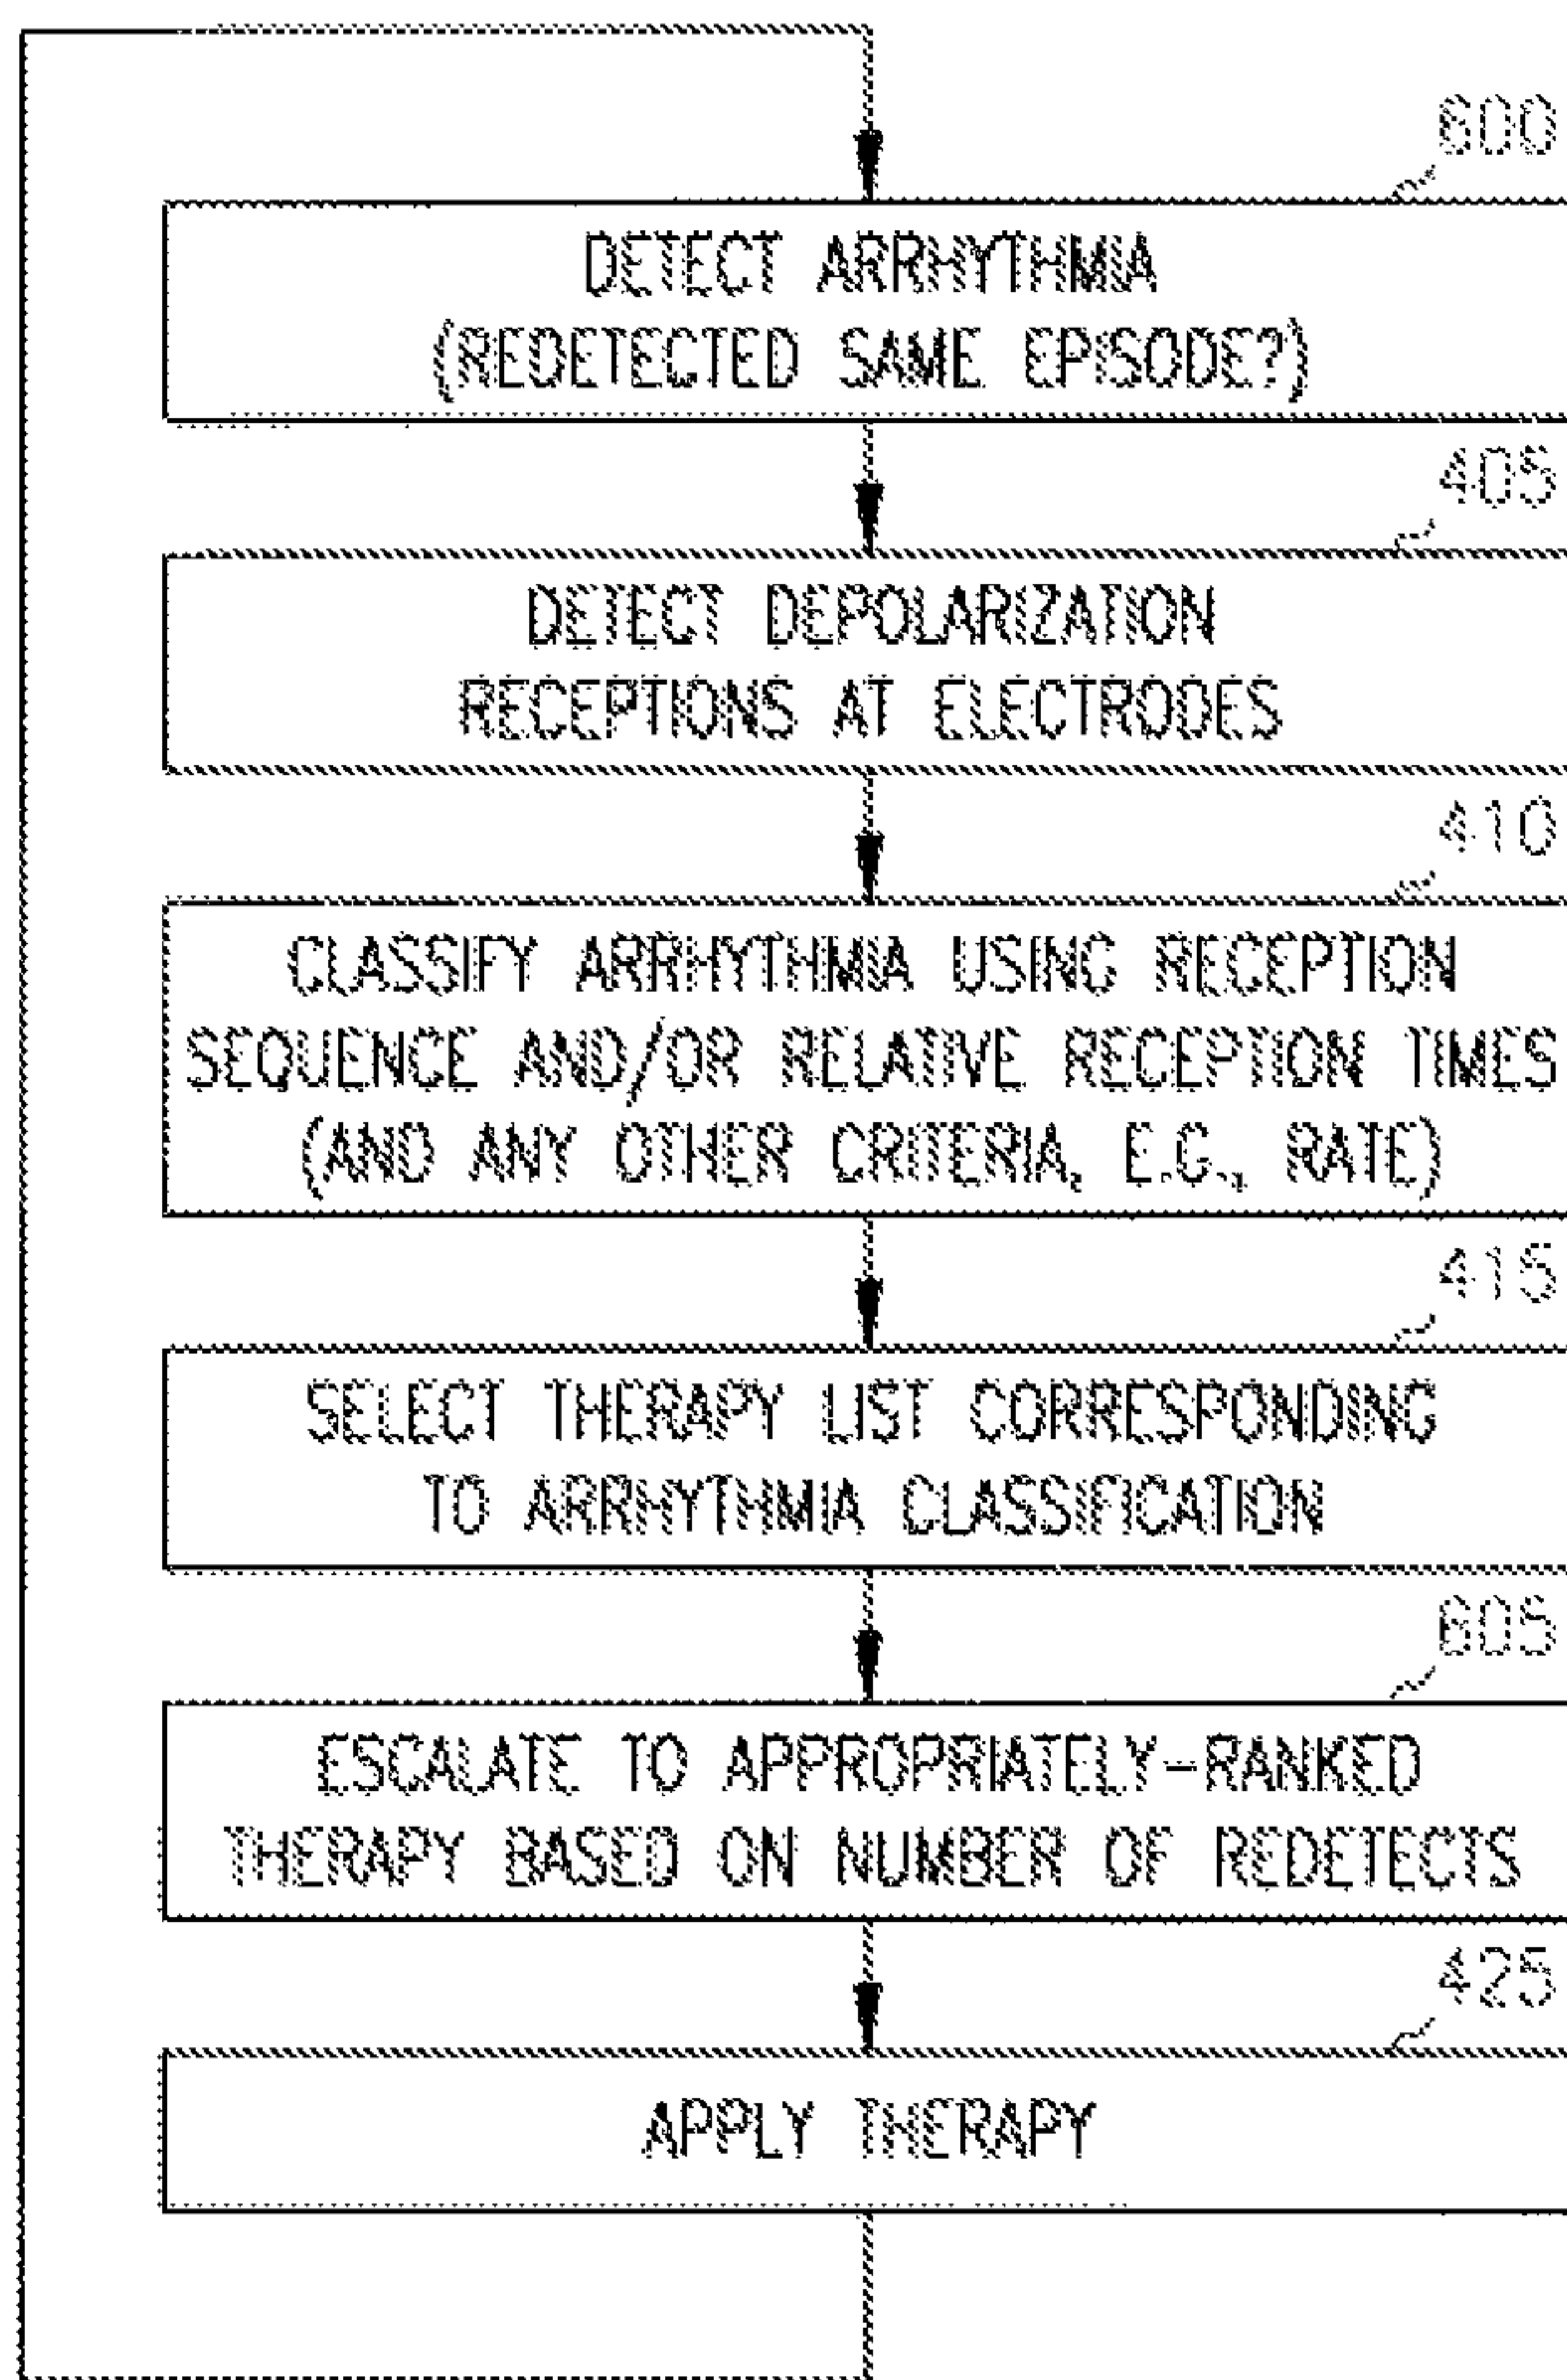 600
DETECT ARRHYTHMIA
(REDETECTED SAME EPISODE?)
405
DETECT DEPOLARIZATION
RECEPTIONS AT ELECTRODES
410
CLASSIFY ARRHYTHMIA USING RECEPTION
SEQUENCE AND/OR RELATIVE RECEPTION TIMES
(AND ANY OTHER CRITERIA, E.G., RATE)
415
SELECT THERAPY LIST CORRESPONDING
TO ARRHYTHMIA CLASSIFICATION
605
ESCALATE TO APPROPRIATELY-RANKED
THERAPY BASED ON NUMBER OF REDETECTS
425
APPLY THERAPY